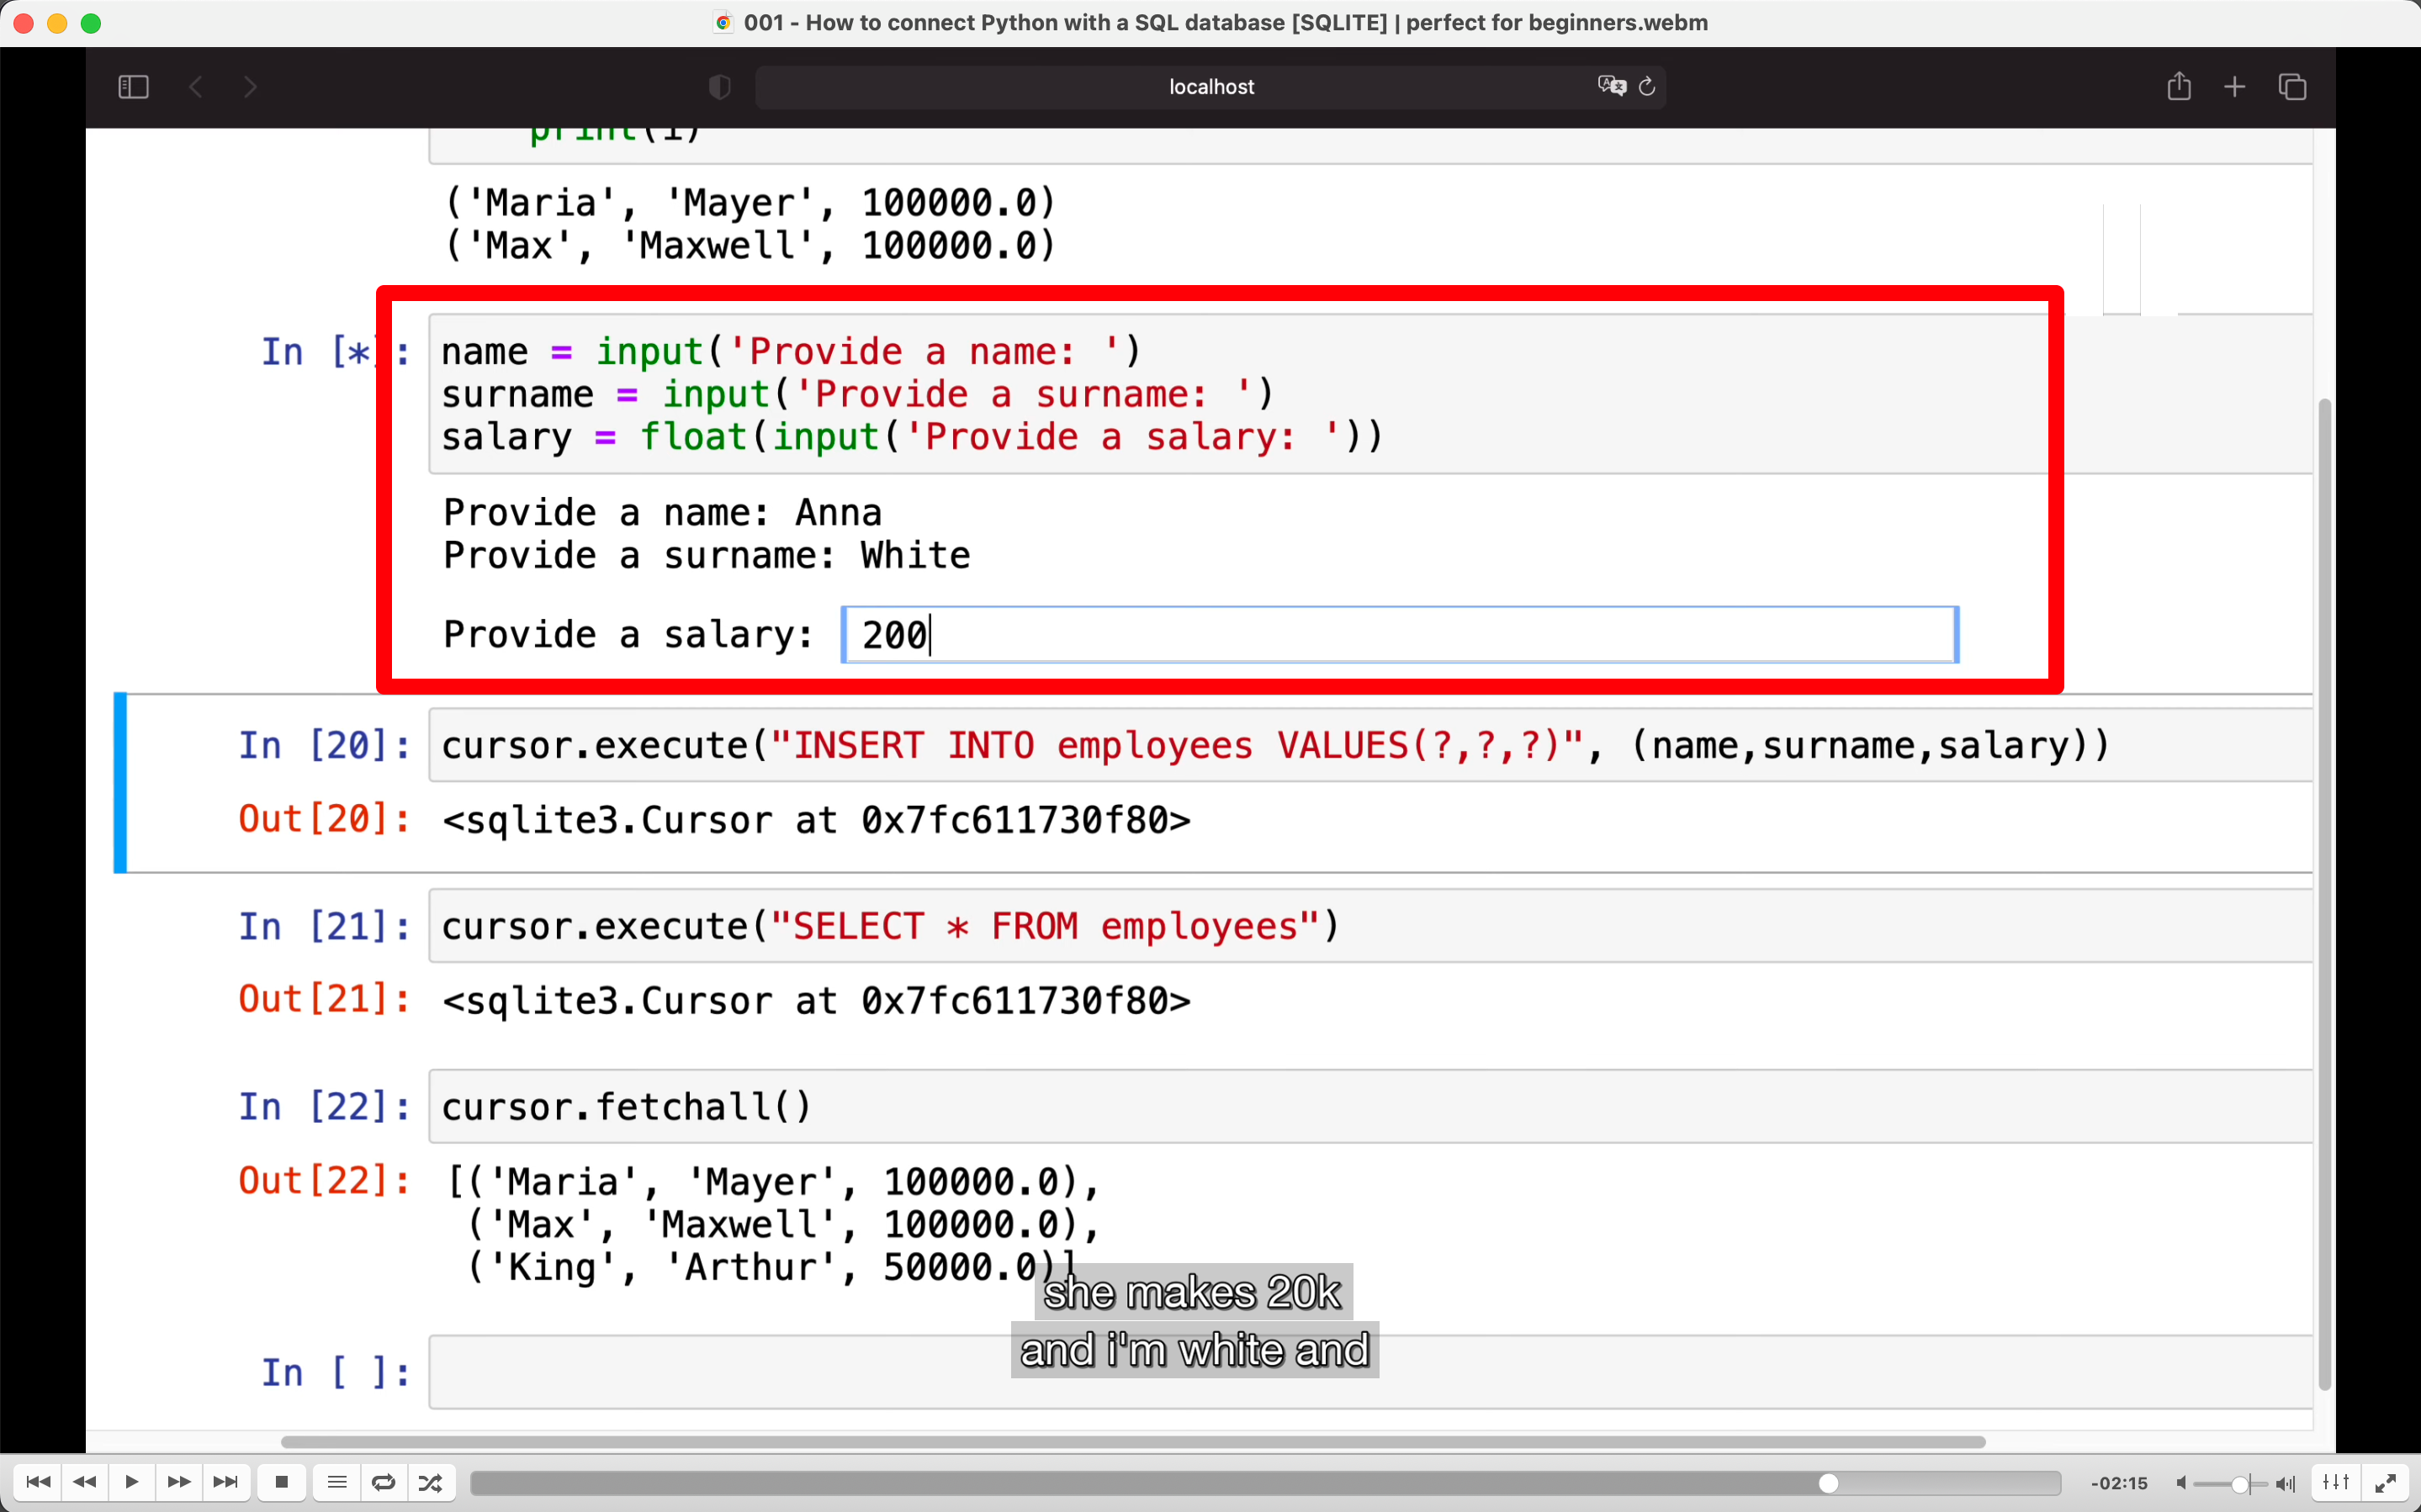 001 - How to connect Python with a SQL database [SQLITE] | perfect for beginners.webm
localhost
print(i)
('Maria', 'Mayer', 100000.0)
('Max', 'Maxwell', 100000.0)
In [*]: name = input('Provide a name: ')
surname = input('Provide a surname: ')
salary = float(input('Provide a salary: '))
Provide a name: Anna
Provide a surname: White
Provide a salary: 200
In [20]: cursor.execute("INSERT INTO employees VALUES(?,?,?)", (name,surname,salary))
Out[20]: <sqlite3.Cursor at 0x7fc611730f80>
In [21]: cursor.execute("SELECT * FROM employees")
Out[21]: <sqlite3.Cursor at 0x7fc611730f80>
In [22]: cursor.fetchall()
Out[22]: [('Maria', 'Mayer', 100000.0),
('Max', 'Maxwell', 100000.0),
('King', 'Arthur', 50000.0)]
she makes 20k
and i'm white and
In [ ]:
-02:15